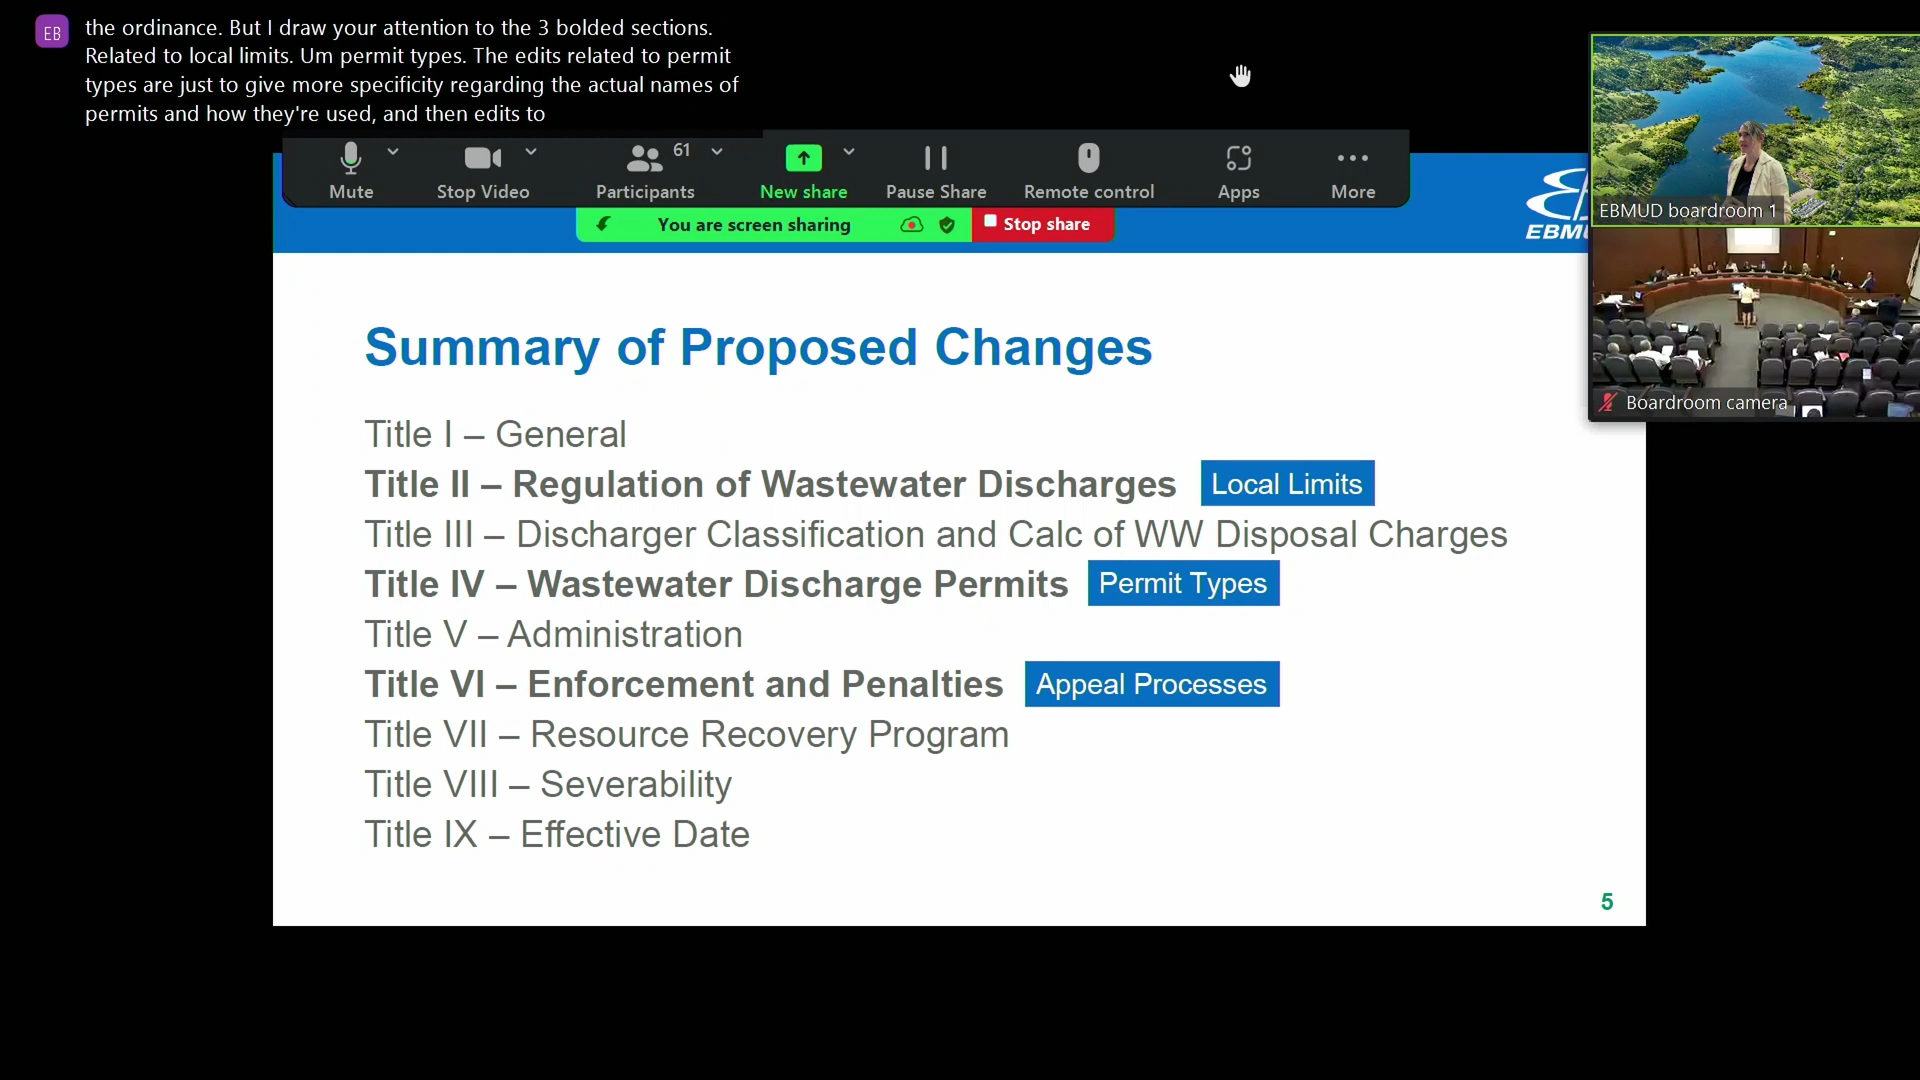 EB
the ordinance. But I draw your attention to the 3 bolded sections.
Related to local limits. Um permit types. The edits related to permit
types are just to give more specificity regarding the actual names of
permits and how they're used, and then edits to
61
Mute
Stop Video
Participants
New share
Pause Share
Remote control
Apps
More
You are screen sharing
Stop share
EBMUD boardroom 1
Boardroom camera
Summary of Proposed Changes
Title I – General
Title II – Regulation of Wastewater Discharges Local Limits
Title III – Discharger Classification and Calc of WW Disposal Charges
Title IV – Wastewater Discharge Permits Permit Types
Title V – Administration
Title VI – Enforcement and Penalties Appeal Processes
Title VII – Resource Recovery Program
Title VIII – Severability
Title IX – Effective Date
5